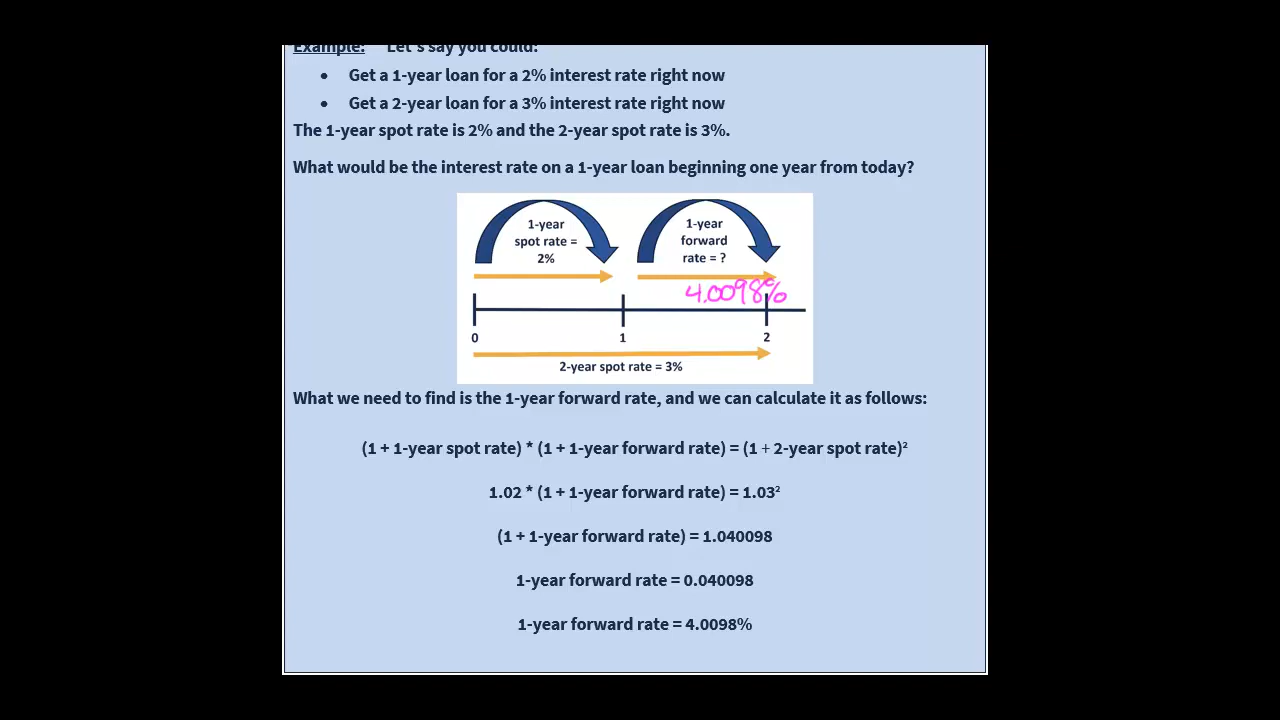 Example: Let's say you could:
• Get a 1-year loan for a 2% interest rate right now
• Get a 2-year loan for a 3% interest rate right now
The 1-year spot rate is 2% and the 2-year spot rate is 3%.
What would be the interest rate on a 1-year loan beginning one year from today?
1-year
spot rate =
2%
1-year
forward
rate = ?
4.0098%
0 1 2
2-year spot rate = 3%
What we need to find is the 1-year forward rate, and we can calculate it as follows:
(1 + 1-year spot rate) * (1 + 1-year forward rate) = (1 + 2-year spot rate)²
1.02 * (1 + 1-year forward rate) = 1.03²
(1 + 1-year forward rate) = 1.040098
1-year forward rate = 0.040098
1-year forward rate = 4.0098%